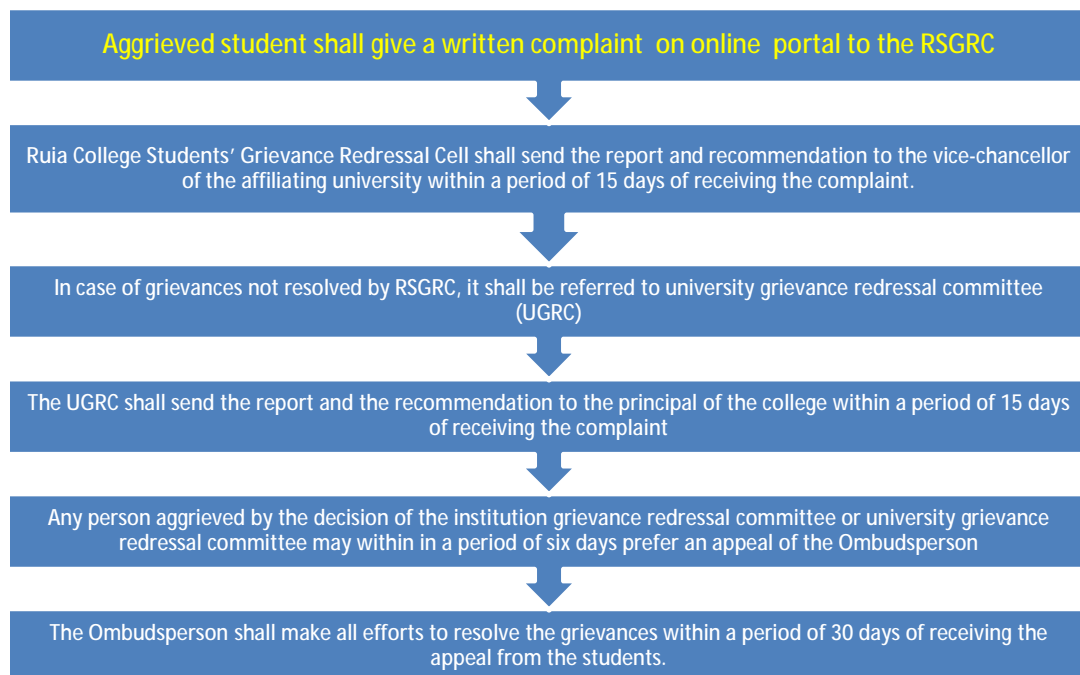 Aggrieved student shall give a written complaint on online portal to the RSGRC
Ruia College Students’ Grievance Redressal Cell shall send the report and recommendation to the vice-chancellor
of the affiliating university within a period of 15 days of receiving the complaint.
In case of grievances not resolved by RSGRC, it shall be referred to university grievance redressal committee
(UGRC)
The UGRC shall send the report and the recommendation to the principal of the college within a period of 15 days
of receiving the complaint
Any person aggrieved by the decision of the institution grievance redressal committee or university grievance
redressal committee may within in a period of six days prefer an appeal of the Ombudsperson
The Ombudsperson shall make all efforts to resolve the grievances within a period of 30 days of receiving the
appeal from the students.